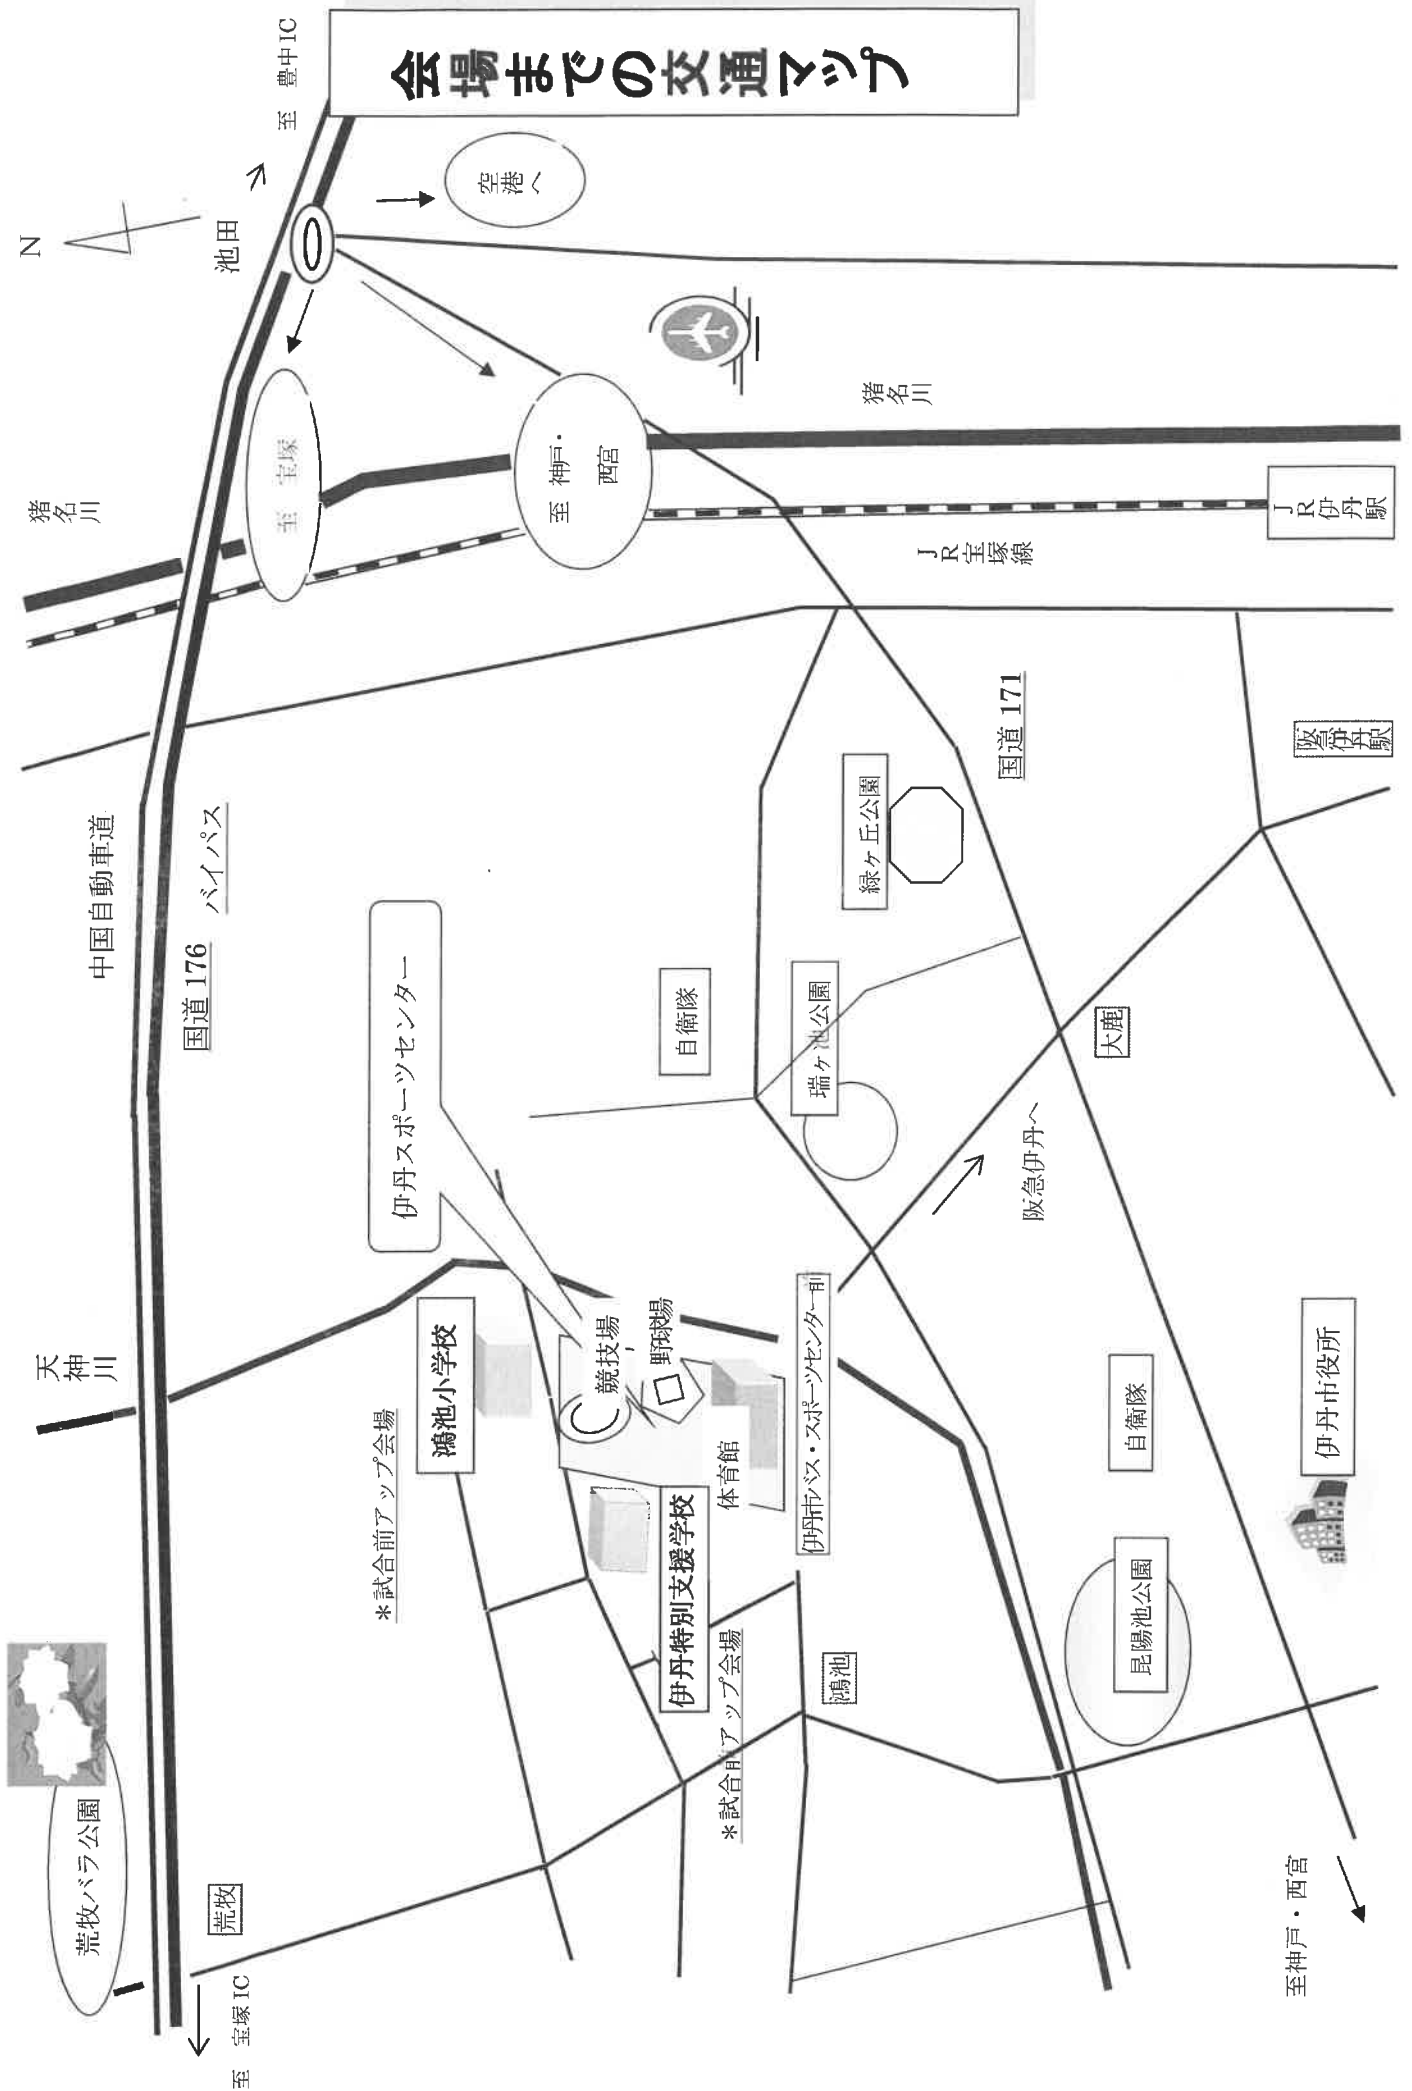 会場までの交通マップ
N
至　豊中IC
池田
空港へ
至　宝塚
至　神戸・
西宮
猪名川
猪名川
JR宝塚線
JR伊丹駅
阪急伊丹駅
中国自動車道
国道 176　バイパス
国道 171
緑ヶ丘公園
瑞ヶ池公園
自衛隊
大鹿
阪急伊丹へ
伊丹スポーツセンター
天神川
鴻池小学校
＊試合前アップ会場
競技場
野球場
体育館
伊丹特別支援学校
＊試合前アップ会場
伊丹市バス・スポーツセンター前
鴻池
自衛隊
昆陽池公園
伊丹市役所
荒牧バラ公園
荒牧
至　宝塚IC
至神戸・西宮